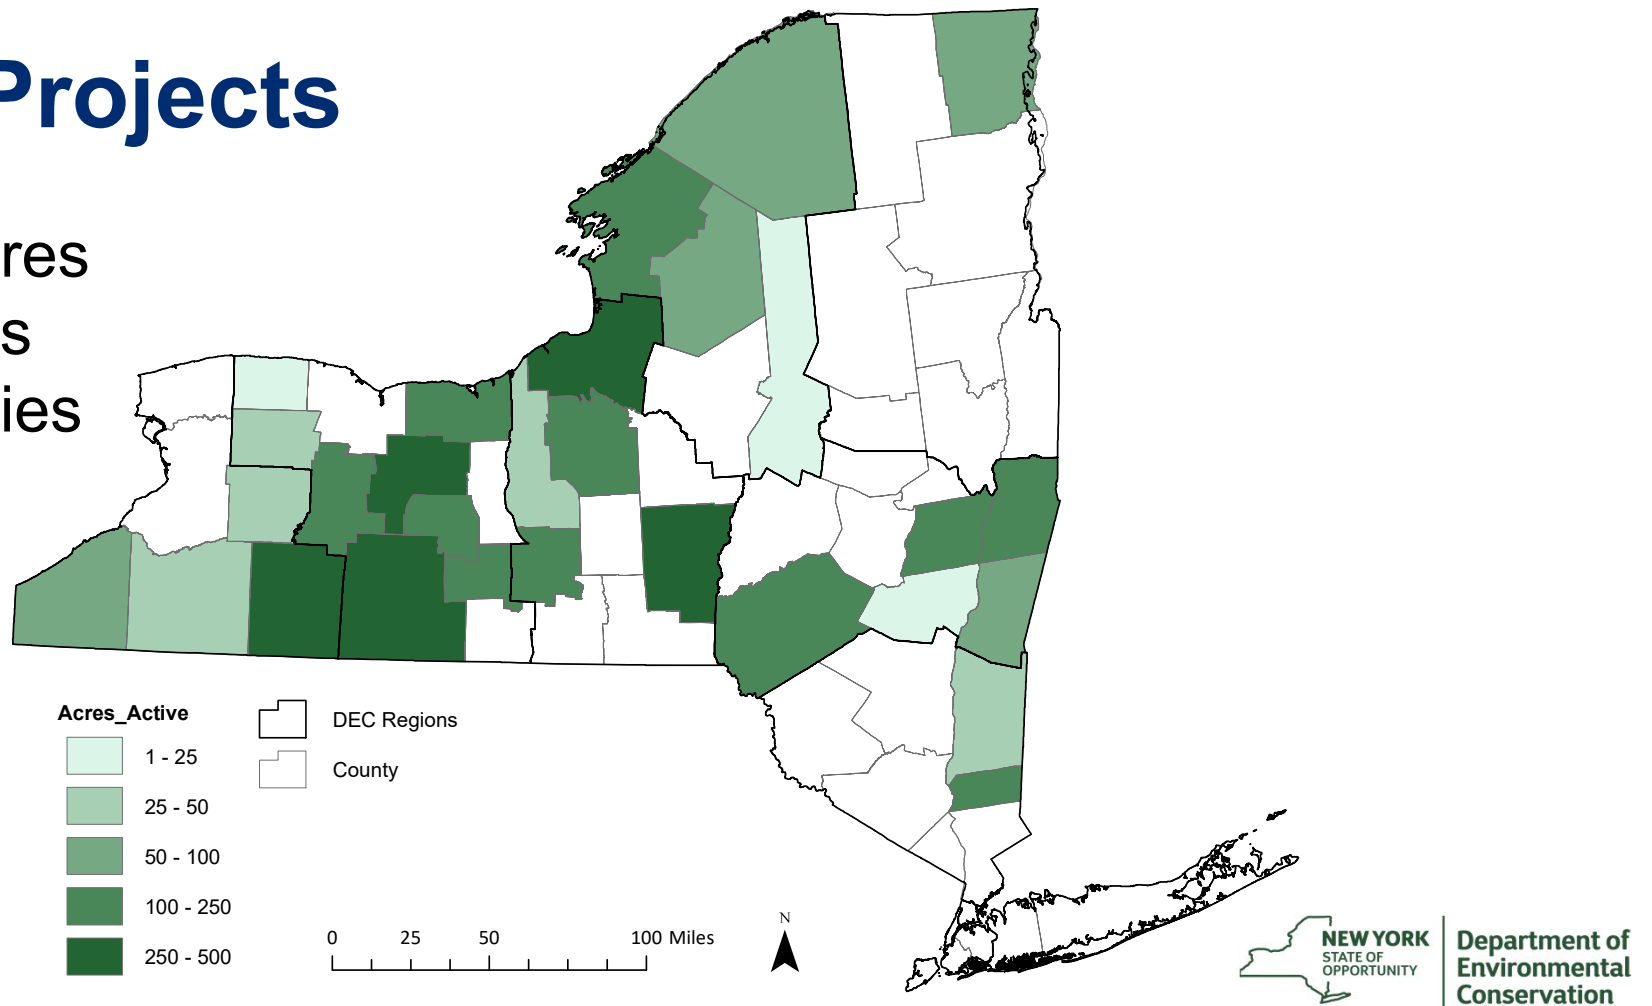 Projects
res
s
ies
Acres_Active
1 - 25
25 - 50
50 - 100
100 - 250
250 - 500
DEC Regions
County
0 25 50 100 Miles
N
NEW YORK
STATE OF
OPPORTUNITY
Department of
Environmental
Conservation